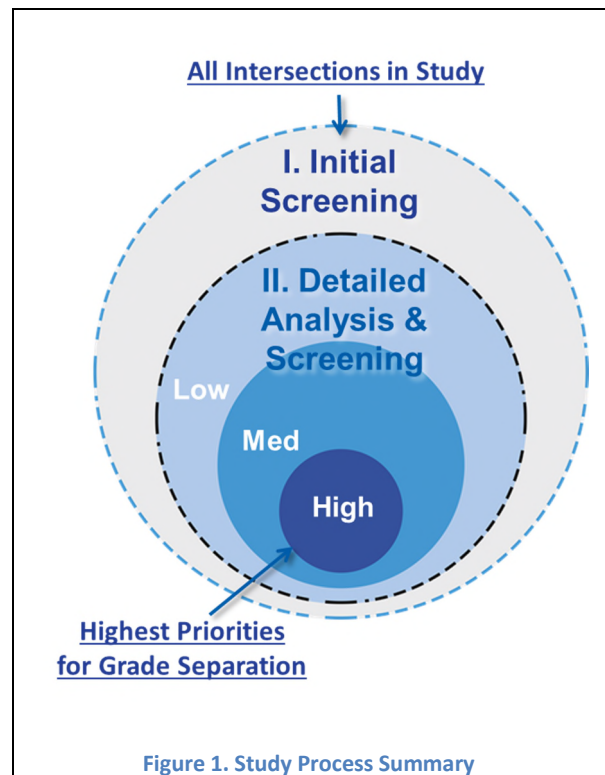 All Intersections in Study
I. Initial
Screening
II. Detailed
Analysis &
Screening
Low
Med
High
Highest Priorities
for Grade Separation
Figure 1. Study Process Summary